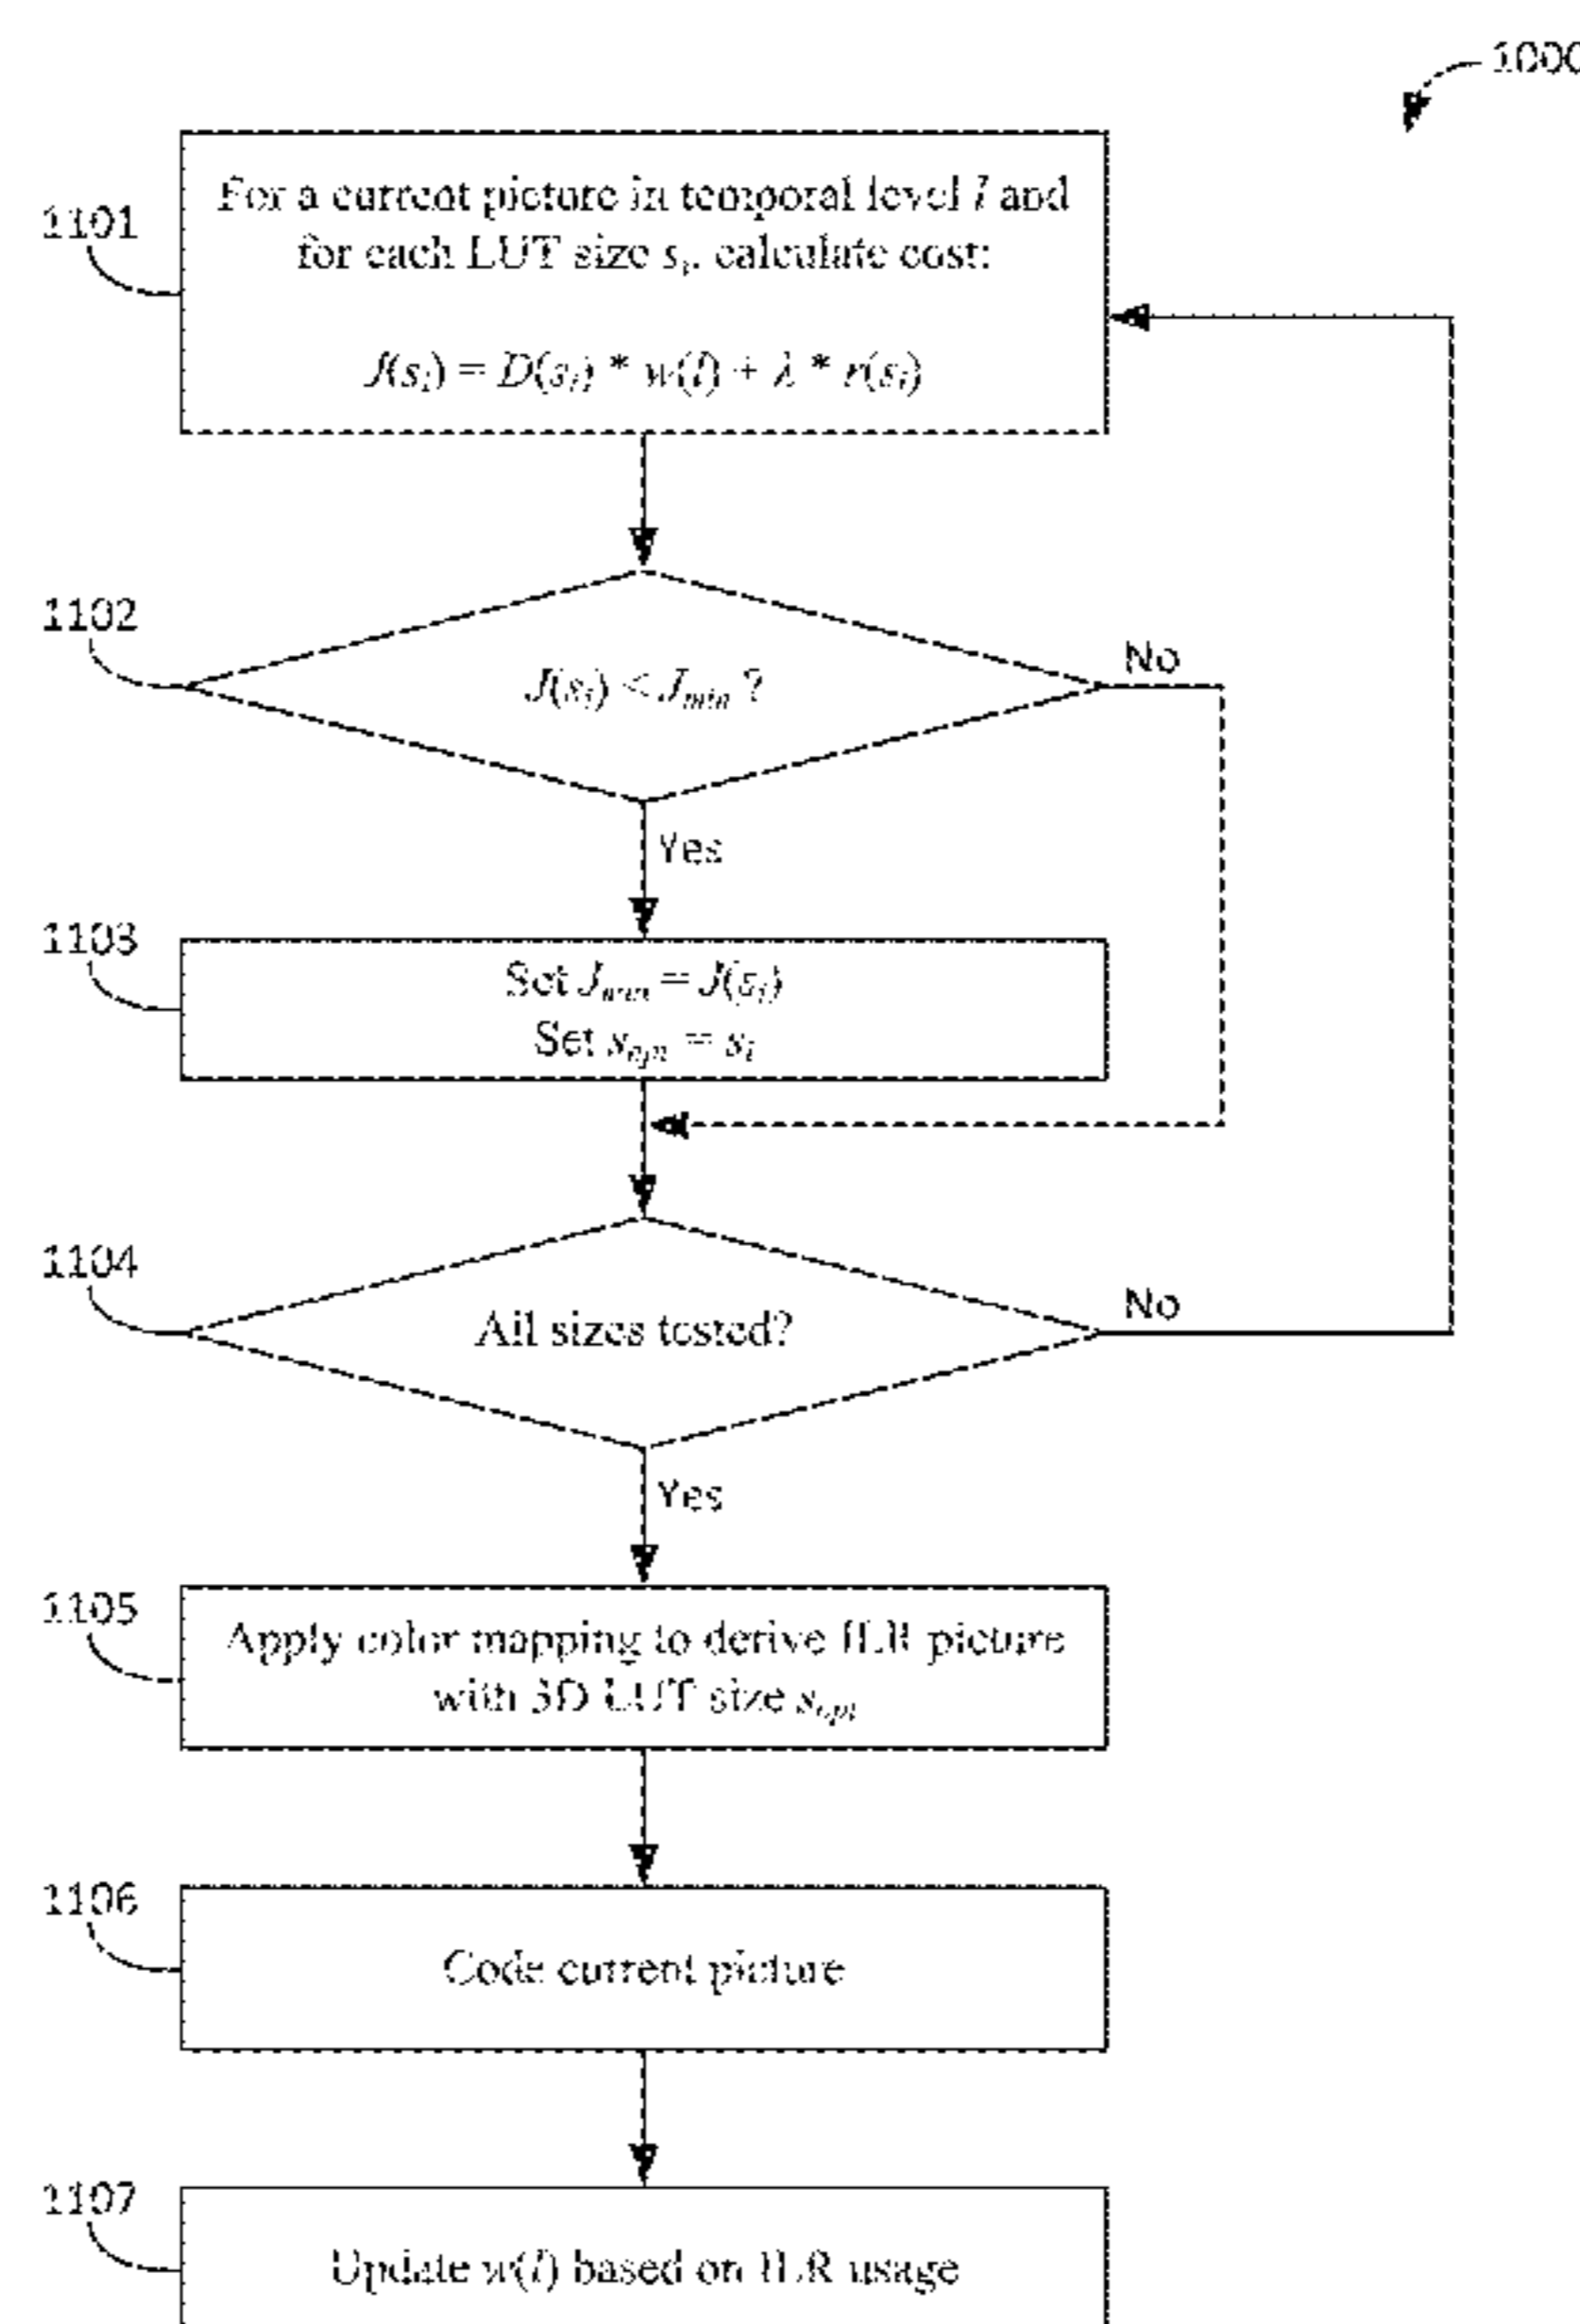 1000
1101
For a current picture in temporal level l and
for each LUT size sᵢ, calculate cost:
J(sᵢ) = D(sᵢ) * w(l) + λ * r(sᵢ)
1102
J(sᵢ) < Jmin ?
No
Yes
1103
Set Jmin = J(sᵢ)
Set sopt = sᵢ
1104
All sizes tested?
No
Yes
1105
Apply color mapping to derive ILR picture
with 3D LUT size sopt
1106
Code current picture
1107
Update w(l) based on ILR usage